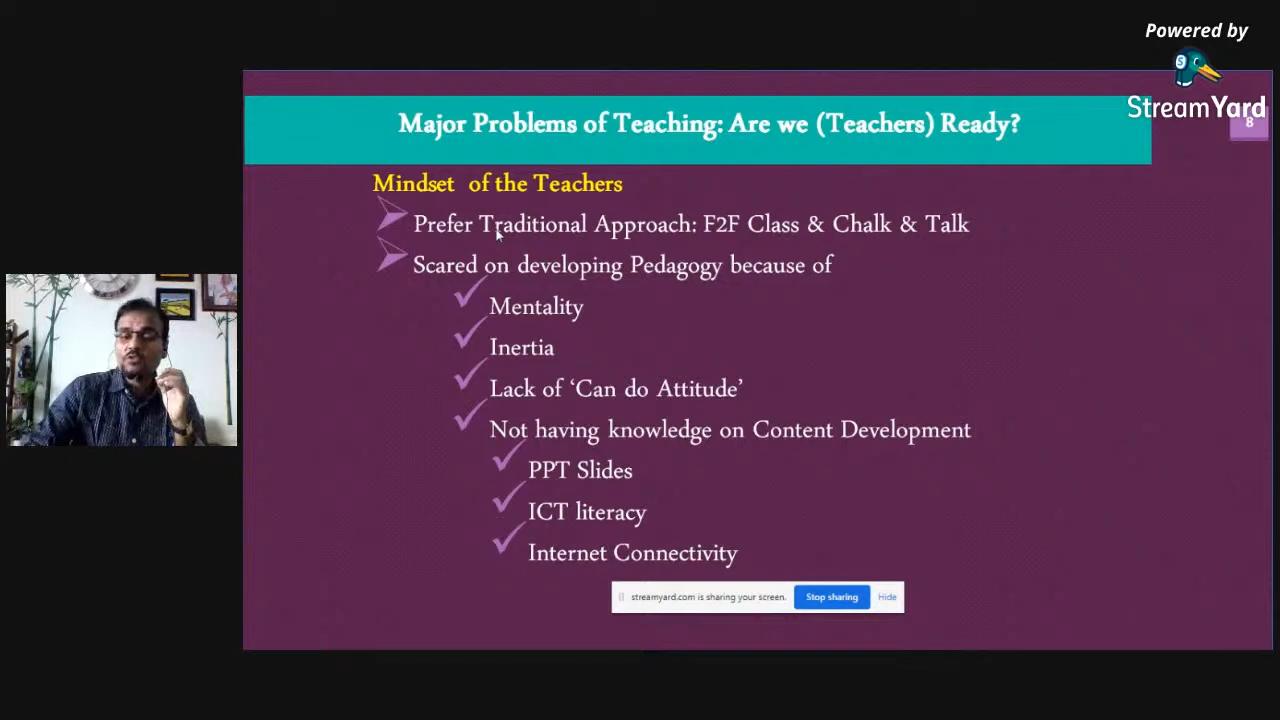 Powered by
StreamYard
8
Major Problems of Teaching: Are we (Teachers) Ready?
Mindset of the Teachers
Prefer Traditional Approach: F2F Class & Chalk & Talk
Scared on developing Pedagogy because of
Mentality
Inertia
Lack of ‘Can do Attitude’
Not having knowledge on Content Development
PPT Slides
ICT literacy
Internet Connectivity
streamyard.com is sharing your screen. Stop sharing Hide